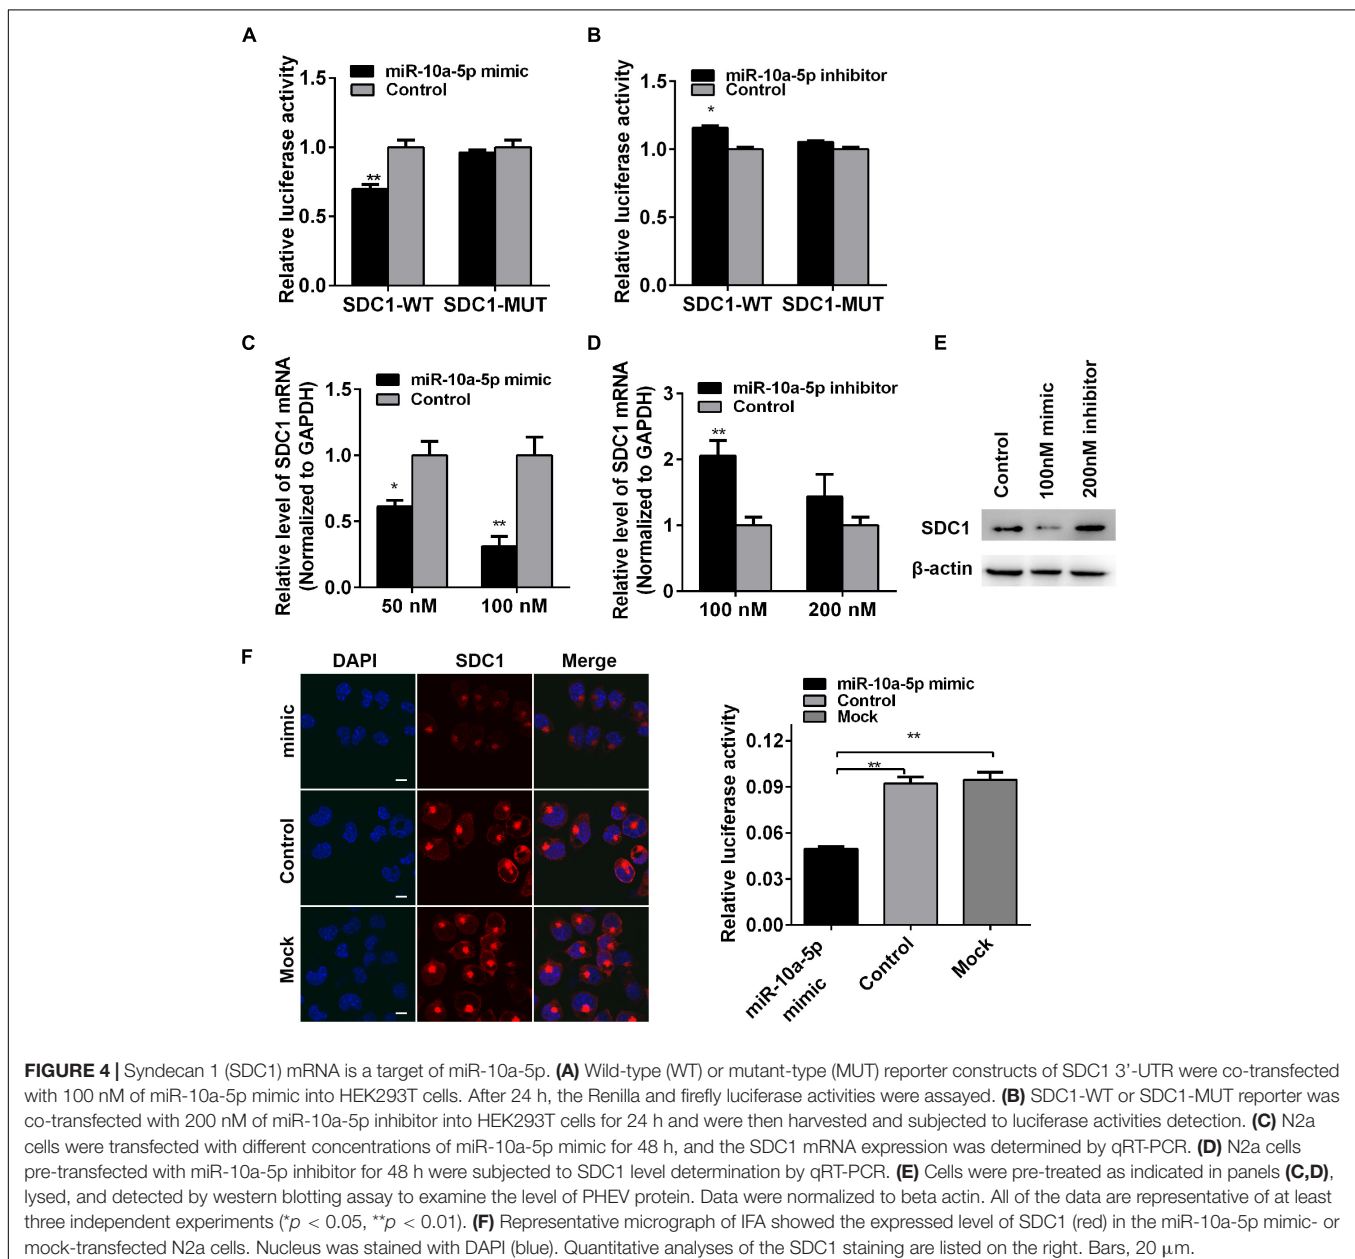 A
miR-10a-5p mimic
Control
Relative luciferase activity
1.5
1.0
0.5
0.0
**
SDC1-WT SDC1-MUT
B
miR-10a-5p inhibitor
Control
Relative luciferase activity
1.5
1.0
0.5
0.0
*
SDC1-WT SDC1-MUT
C
miR-10a-5p mimic
Control
Relative level of SDC1 mRNA
(Normalized to GAPDH)
1.5
1.0
0.5
0.0
*
**
50 nM 100 nM
D
miR-10a-5p inhibitor
Control
Relative level of SDC1 mRNA
(Normalized to GAPDH)
3
2
1
0
**
100 nM 200 nM
E
Control
100nM mimic
200nM inhibitor
SDC1
β-actin
F
DAPI SDC1 Merge
mimic
Control
Mock
miR-10a-5p mimic
Control
Mock
Relative luciferase activity
0.12
0.09
0.06
0.03
0.00
**
**
miR-10a-5p
mimic
Control
Mock
FIGURE 4 | Syndecan 1 (SDC1) mRNA is a target of miR-10a-5p. (A) Wild-type (WT) or mutant-type (MUT) reporter constructs of SDC1 3'-UTR were co-transfected
with 100 nM of miR-10a-5p mimic into HEK293T cells. After 24 h, the Renilla and firefly luciferase activities were assayed. (B) SDC1-WT or SDC1-MUT reporter was
co-transfected with 200 nM of miR-10a-5p inhibitor into HEK293T cells for 24 h and were then harvested and subjected to luciferase activities detection. (C) N2a
cells were transfected with different concentrations of miR-10a-5p mimic for 48 h, and the SDC1 mRNA expression was determined by qRT-PCR. (D) N2a cells
pre-transfected with miR-10a-5p inhibitor for 48 h were subjected to SDC1 level determination by qRT-PCR. (E) Cells were pre-treated as indicated in panels (C,D),
lysed, and detected by western blotting assay to examine the level of PHEV protein. Data were normalized to beta actin. All of the data are representative of at least
three independent experiments (*p < 0.05, **p < 0.01). (F) Representative micrograph of IFA showed the expressed level of SDC1 (red) in the miR-10a-5p mimic- or
mock-transfected N2a cells. Nucleus was stained with DAPI (blue). Quantitative analyses of the SDC1 staining are listed on the right. Bars, 20 μm.